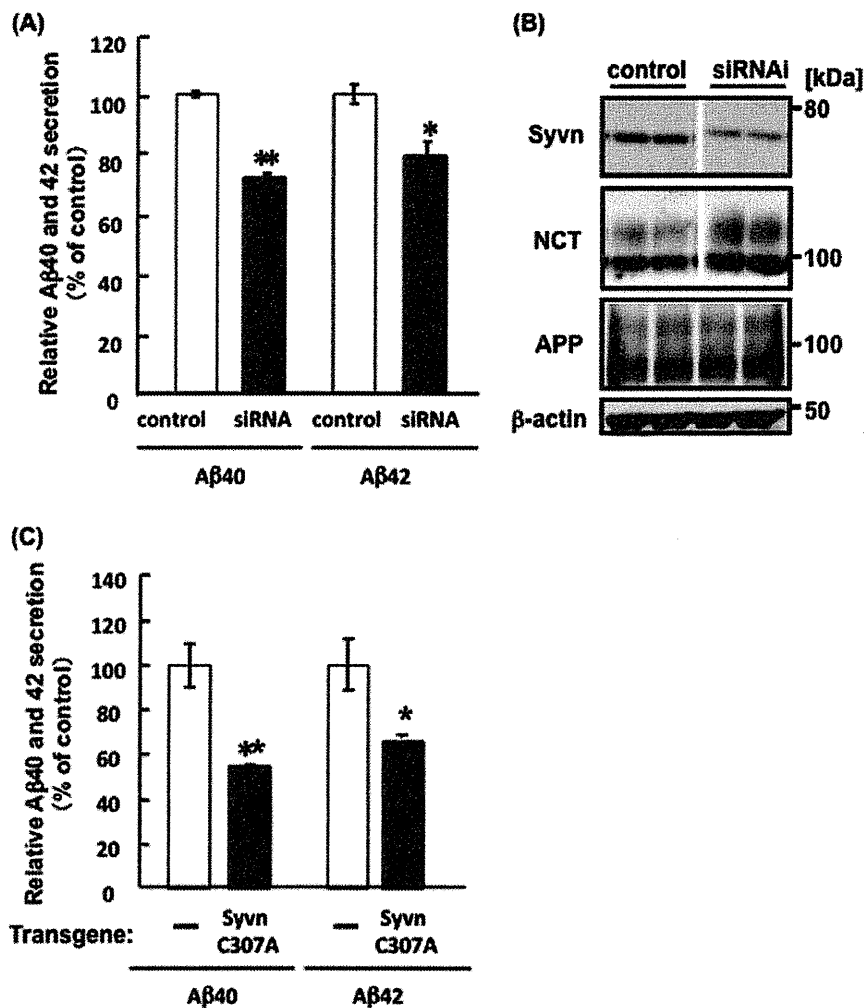 (A)
Relative Aβ40 and 42 secretion
(% of control)
120
100
80
60
40
20
0
**
*
control siRNA control siRNA
Aβ40 Aβ42
(B)
control siRNAi [kDa]
80
Syvn
NCT
100
APP
100
50
β-actin
(C)
Relative Aβ40 and 42 secretion
(% of control)
140
120
100
80
60
40
20
0
**
*
Transgene: – Syvn C307A – Syvn C307A
Aβ40 Aβ42